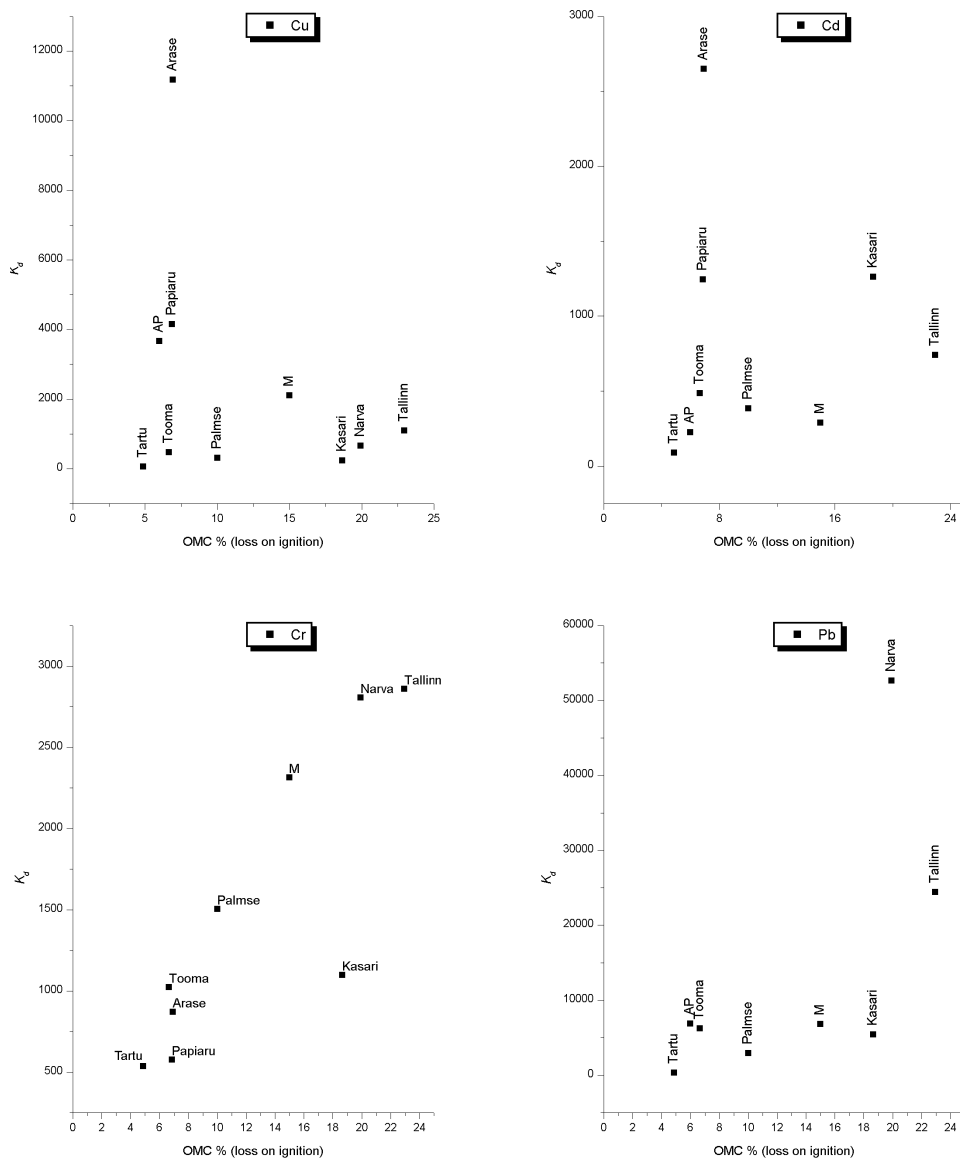 Cu
12000
10000
8000
6000
4000
2000
0
K_d
Arase
Papiaru
AP
M
Tallinn
Narva
Kasari
Palmse
Tooma
Tartu
0 5 10 15 20 25
OMC % (loss on ignition)
Cd
3000
2000
1000
0
K_d
Arase
Papiaru
Kasari
Tallinn
Tooma
Palmse
M
AP
Tartu
0 8 16 24
OMC % (loss on ignition)
Cr
3000
2500
2000
1500
1000
500
K_d
Tallinn
Narva
M
Palmse
Kasari
Tooma
Arase
Papiaru
Tartu
0 2 4 6 8 10 12 14 16 18 20 22 24
OMC % (loss on ignition)
Pb
60000
50000
40000
30000
20000
10000
0
K_d
Narva
Tallinn
AP
Tooma
M
Kasari
Palmse
Tartu
0 2 4 6 8 10 12 14 16 18 20 22 24
OMC % (loss on ignition)